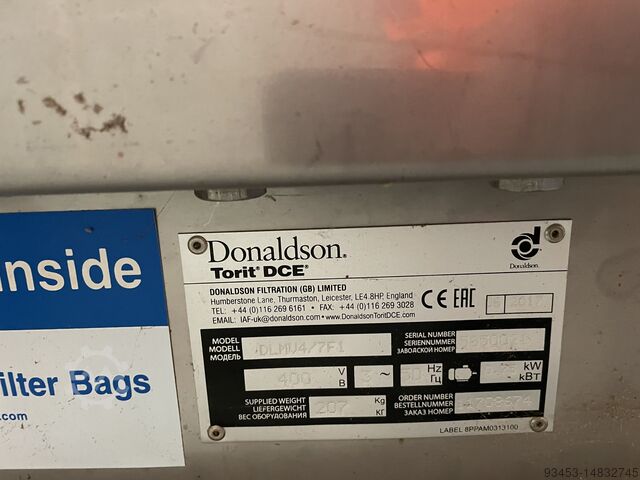 inside
ilter Bags
s.com
Donaldson.
Torit® DCE®
Donaldson.
DONALDSON FILTRATION (GB) LIMITED
Humberstone Lane, Thurmaston, Leicester, LE4 8HP, England
TEL: +44 (0)116 269 6161 • FAX: +44 (0)116 269 3028
EMAIL: IAF-uk@donaldson.com • www.DonaldsonToritDCE.com
CE EAC 2017
MODEL
MODELL
МОДЕЛЬ
DLMV4/7F1
SERIAL NUMBER
SERIENNUMMER
ЗАВОДСКОЙ НОМЕР
400 V
В
3 ~
50 Hz
Гц
kW
кВт
SUPPLIED WEIGHT
LIEFERGEWICHT
ВЕС ОБОРУДОВАНИЯ
207 Kg
КГ
ORDER NUMBER
BESTELLNUMMER
ЗАКАЗ НОМЕР
LABEL 8PPAM0313100
93453-14832745